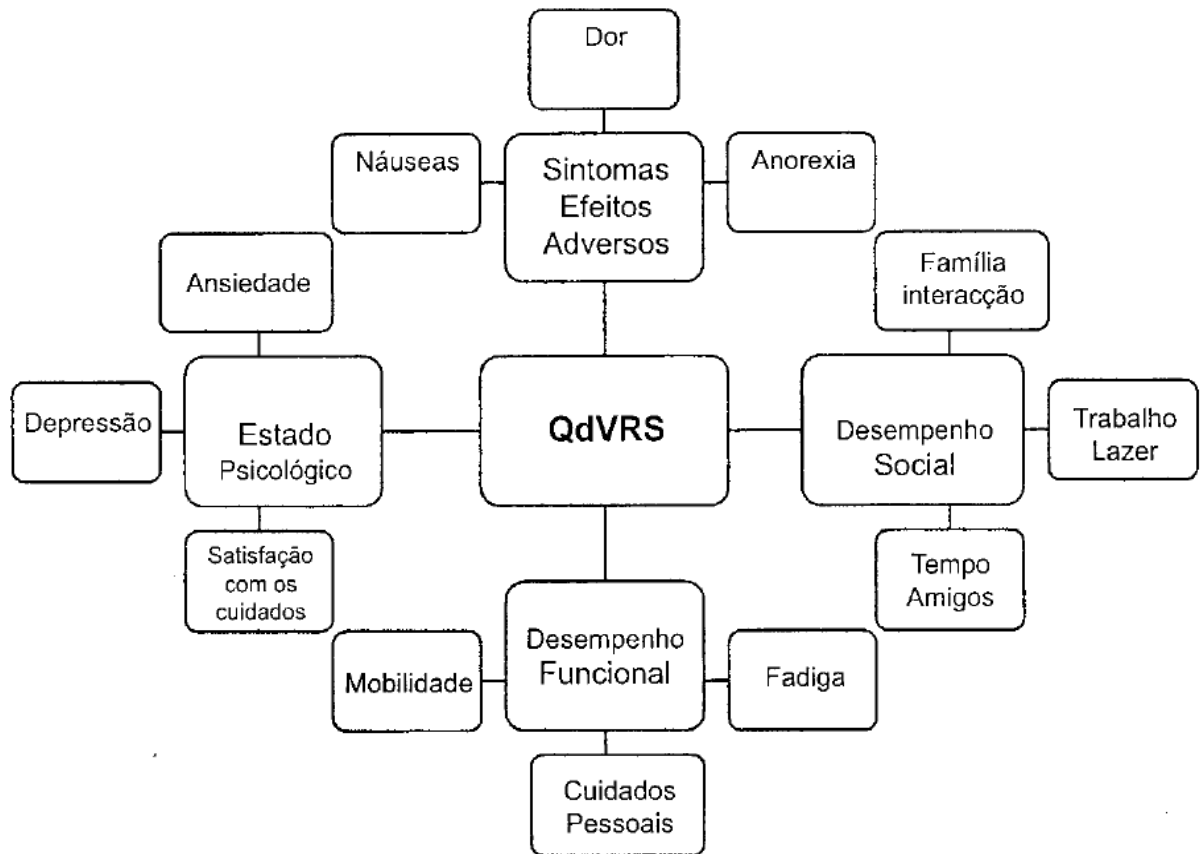 Dor
Náuseas
Sintomas
Efeitos
Adversos
Anorexia
Ansiedade
Família
interacção
Depressão
Estado
Psicológico
QdVRS
Desempenho
Social
Trabalho
Lazer
Satisfação
com os
cuidados
Tempo
Amigos
Mobilidade
Desempenho
Funcional
Fadiga
Cuidados
Pessoais